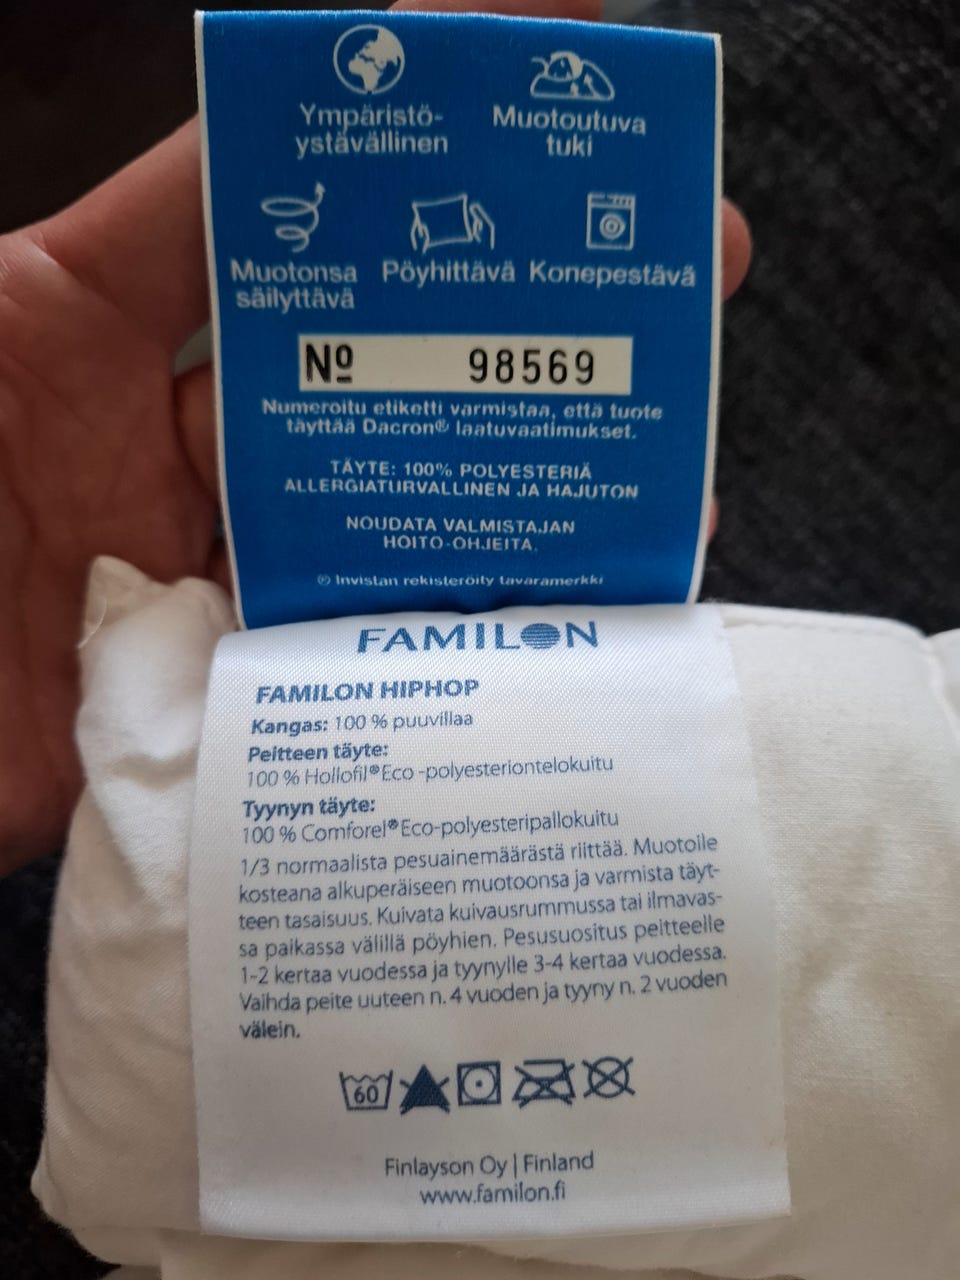 Ympäristö-
ystävällinen
Muotoutuva
tuki
Muotonsa
säilyttävä
Pöyhittävä
Konepestävä
Nº 98569
Numeroitu etiketti varmistaa, että tuote
täyttää Dacron® laatuvaatimukset.
TÄYTE: 100% POLYESTERIÄ
ALLERGIATURVALLINEN JA HAJUTON
NOUDATA VALMISTAJAN
HOITO-OHJEITA.
® Invistan rekisteröity tavaramerkki
FAMILON
FAMILON HIPHOP
Kangas: 100 % puuvillaa
Peitteen täyte:
100 % Hollofil®Eco -polyesteriontelokuitu
Tyynyn täyte:
100 % Comforel®Eco-polyesteripallokuitu
1/3 normaalista pesuainemäärästä riittää. Muotoile
kosteana alkuperäiseen muotoonsa ja varmista täyt-
teen tasaisuus. Kuivata kuivausrummussa tai ilmavas-
sa paikassa välillä pöyhien. Pesusuositus peitteelle
1-2 kertaa vuodessa ja tyynylle 3-4 kertaa vuodessa.
Vaihda peite uuteen n. 4 vuoden ja tyyny n. 2 vuoden
välein.
60
Finlayson Oy | Finland
www.familon.fi